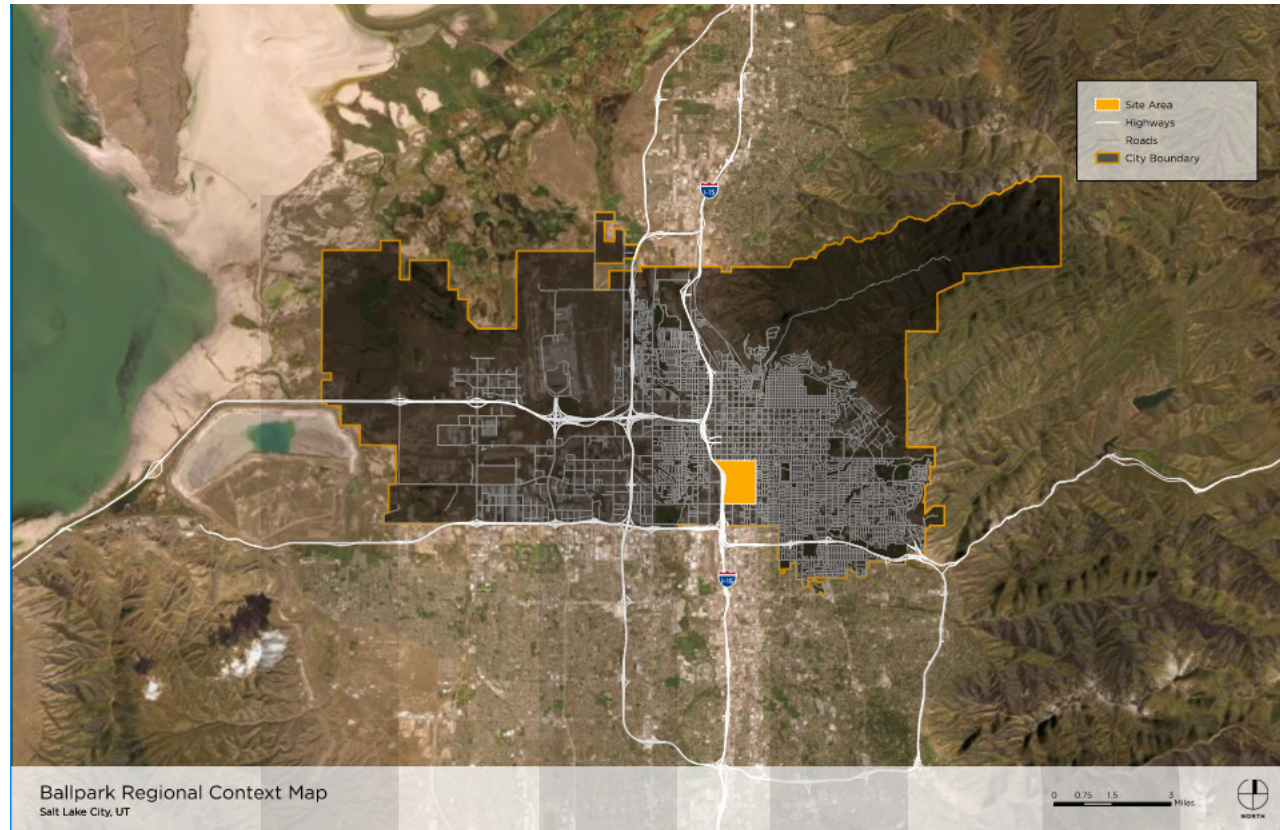 Site Area
Highways
Roads
City Boundary
I-15
I-15
Ballpark Regional Context Map
Salt Lake City, UT
0 0.75 1.5 3 Miles
NORTH